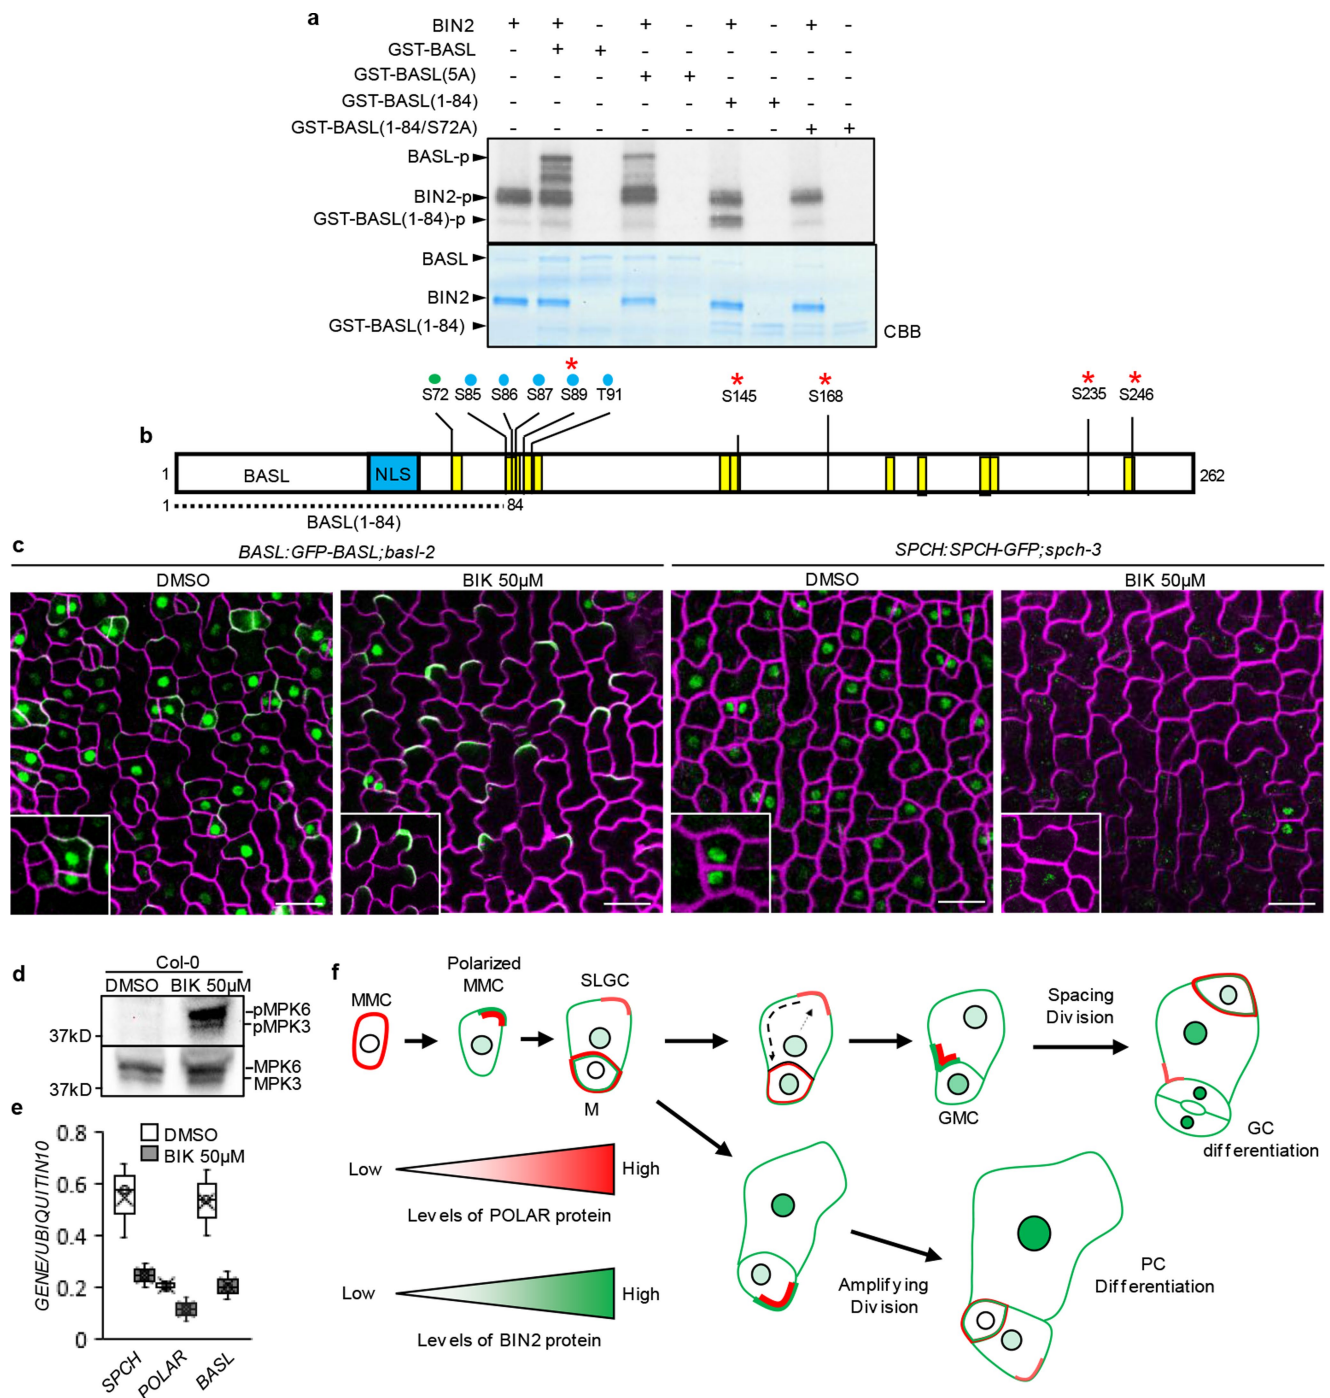 a
BIN2 + + - + - + - + -
GST-BASL - + + - - - - - -
GST-BASL(5A) - - - + + - - - -
GST-BASL(1-84) - - - - - + + - -
GST-BASL(1-84/S72A) - - - - - - - + +
BASL-p
BIN2-p
GST-BASL(1-84)-p
BASL
BIN2
GST-BASL(1-84)
CBB
* * * * *
S72 S85 S86 S87 S89 T91 S145 S168 S235 S246
b
1 BASL NLS 262
1 84
BASL(1-84)
c
BASL:GFP-BASL;basl-2 SPCH:SPCH-GFP;spch-3
DMSO BIK 50μM DMSO BIK 50μM
d
Col-0
DMSO BIK 50μM
pMPK6
pMPK3
37kD
MPK6
MPK3
37kD
e
0.8
0.6
0.4
0.2
0
GENE/UBIQUITIN10
DMSO
BIK 50μM
SPCH POLAR BASL
f
MMC
Polarized
MMC
SLGC
M
GMC
Spacing
Division
GC
differentiation
Low High
Levels of POLAR protein
Low High
Levels of BIN2 protein
Amplifying
Division
PC
Differentiation